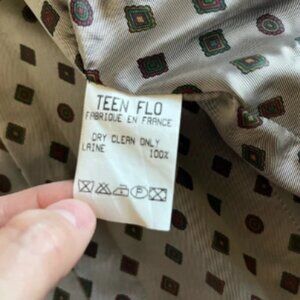 TEEN FLO
FABRIQUE EN FRANCE
DRY CLEAN ONLY
LAINE 100%
P